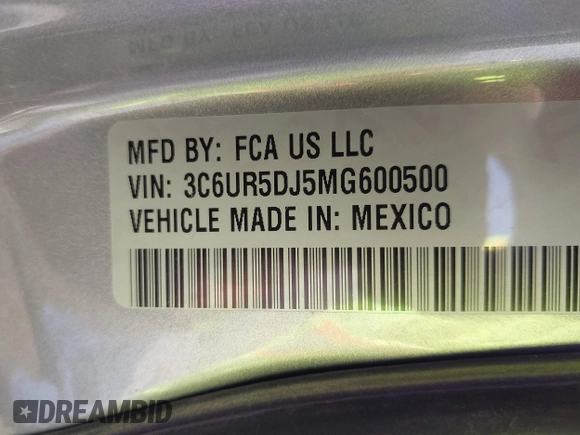 MFD BY: FCA US LLC
VIN: 3C6UR5DJ5MG600500
VEHICLE MADE IN: MEXICO
DREAMBID